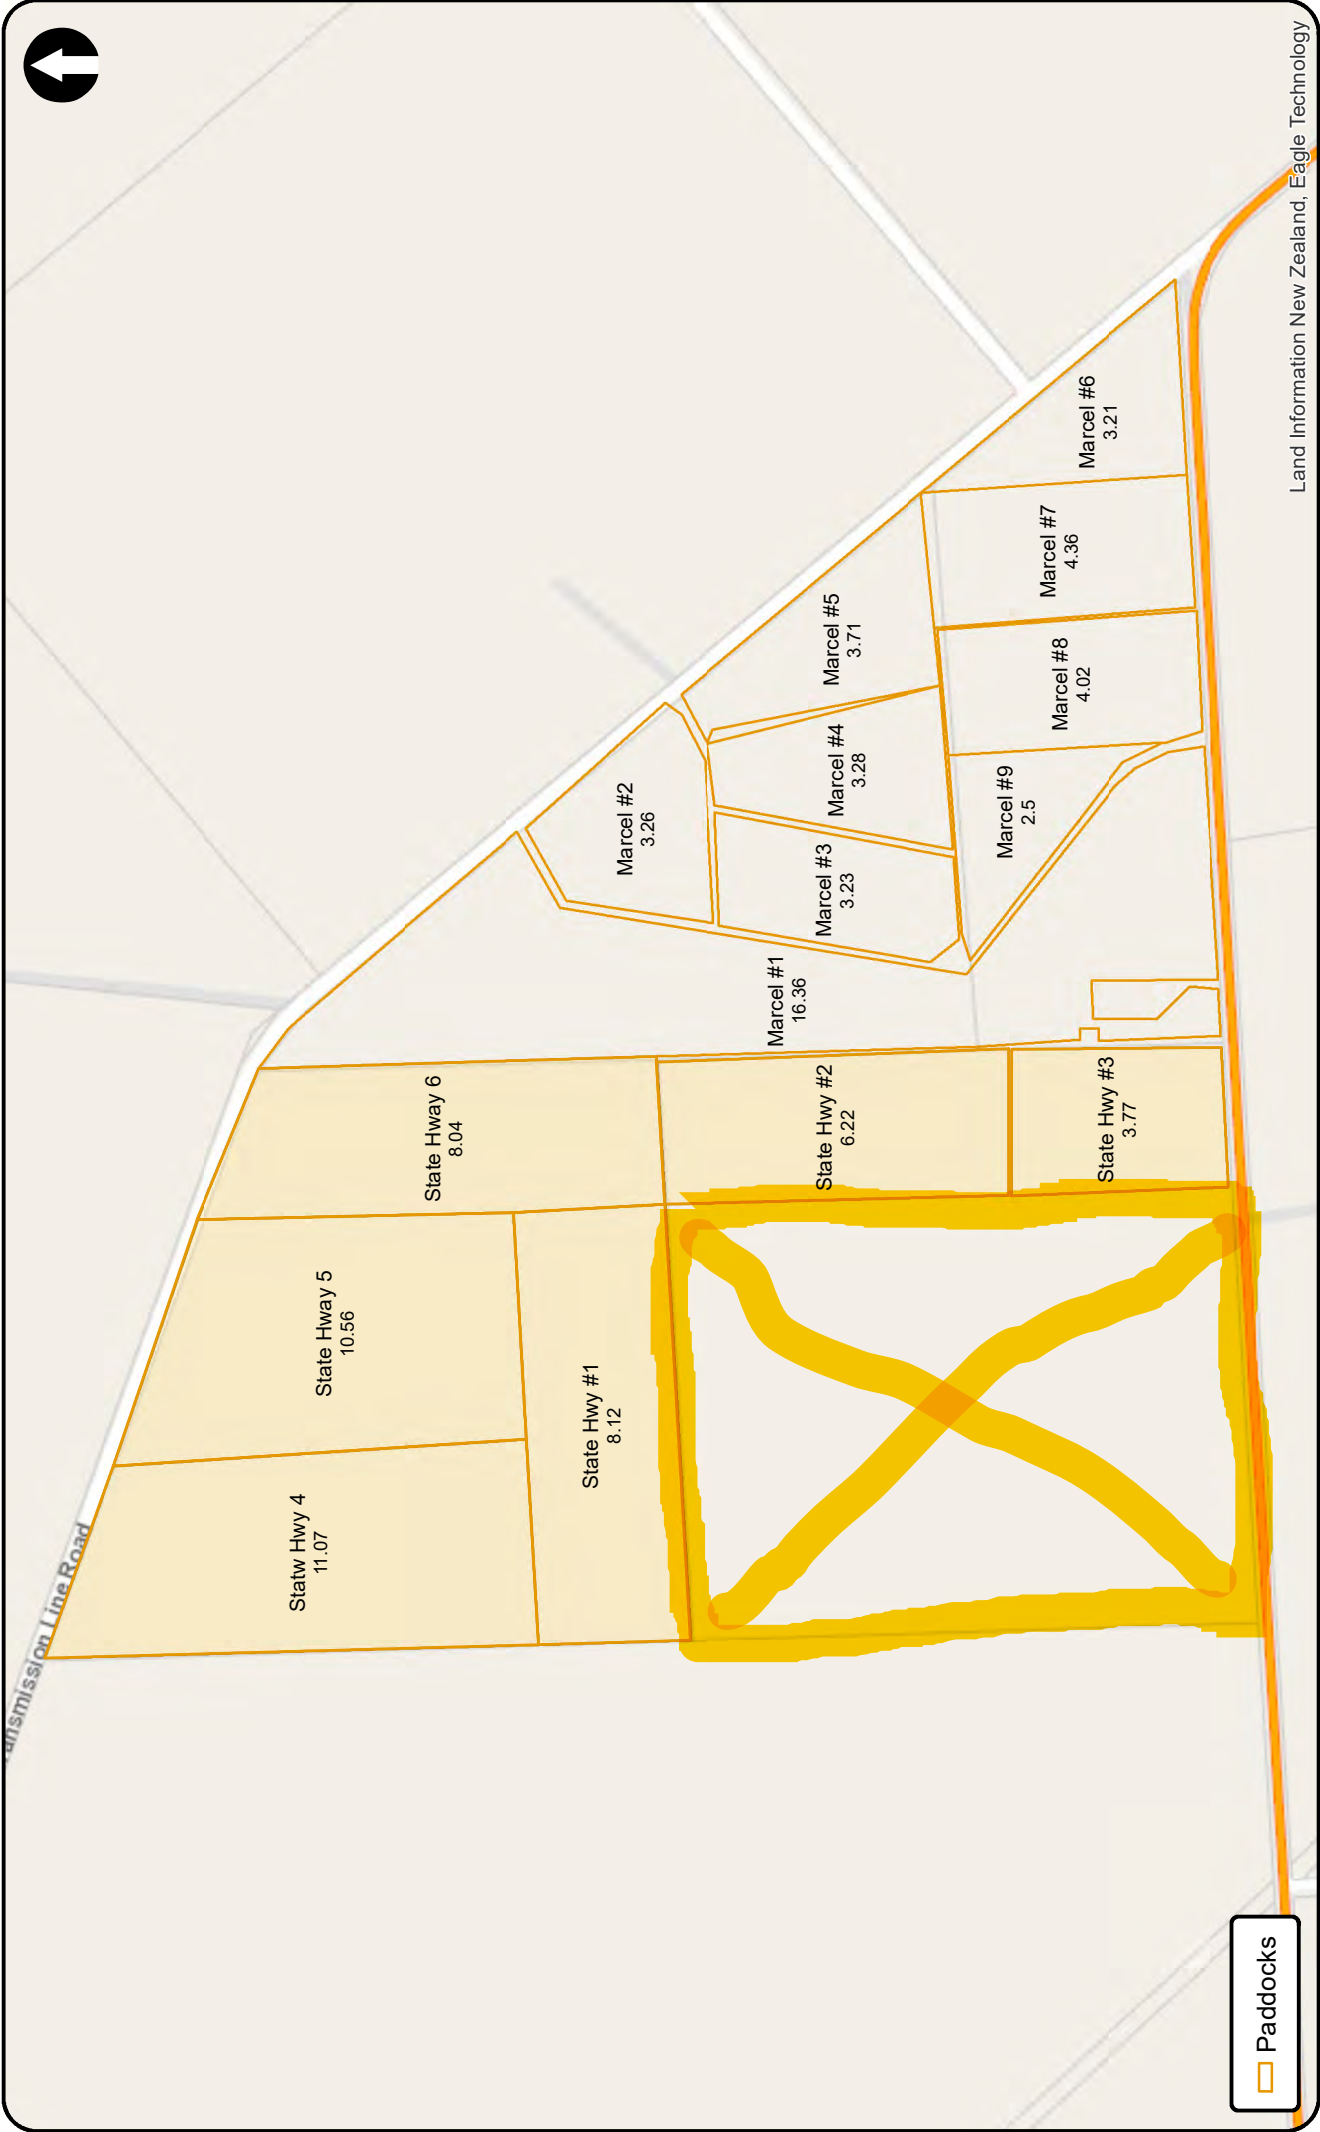 ansmission Line Road
Statw Hwy 4
11.07
State Hway 5
10.56
State Hway 6
8.04
State Hwy #1
8.12
State Hwy #2
6.22
State Hwy #3
3.77
Marcel #1
16.36
Marcel #2
3.26
Marcel #3
3.23
Marcel #4
3.28
Marcel #5
3.71
Marcel #9
2.5
Marcel #8
4.02
Marcel #7
4.36
Marcel #6
3.21
Paddocks
Land Information New Zealand, Eagle Technology